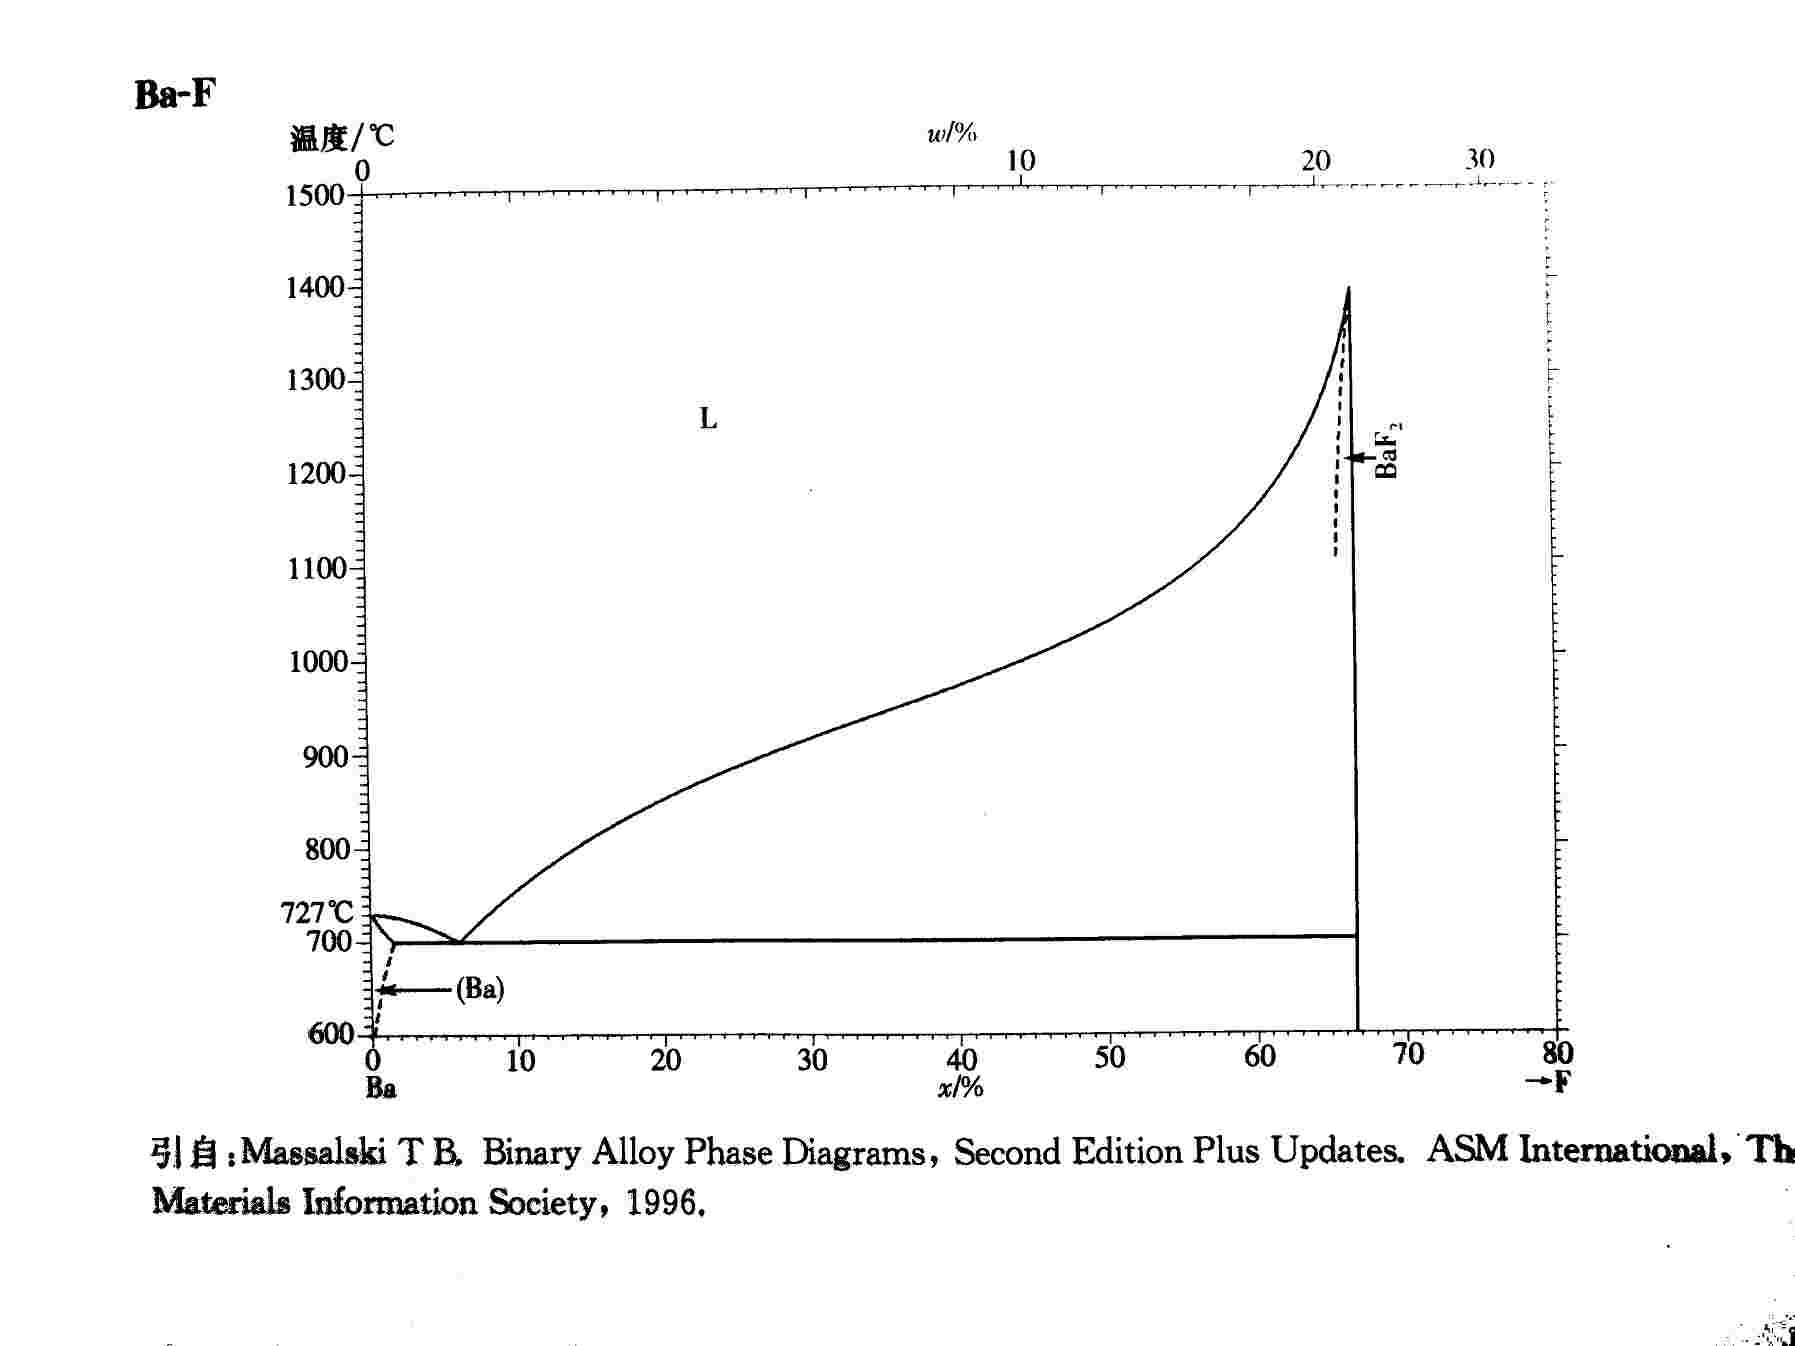 Ba-F
温度/℃
w/%
0 10 20 30
1500
1400
1300
1200
1100
1000
900
800
727℃
700
600
L
BaF₂
(Ba)
0 10 20 30 40 50 60 70 80
Ba x/% →F
引自:Massalski T B. Binary Alloy Phase Diagrams, Second Edition Plus Updates. ASM International, Th
Materials Information Society, 1996.